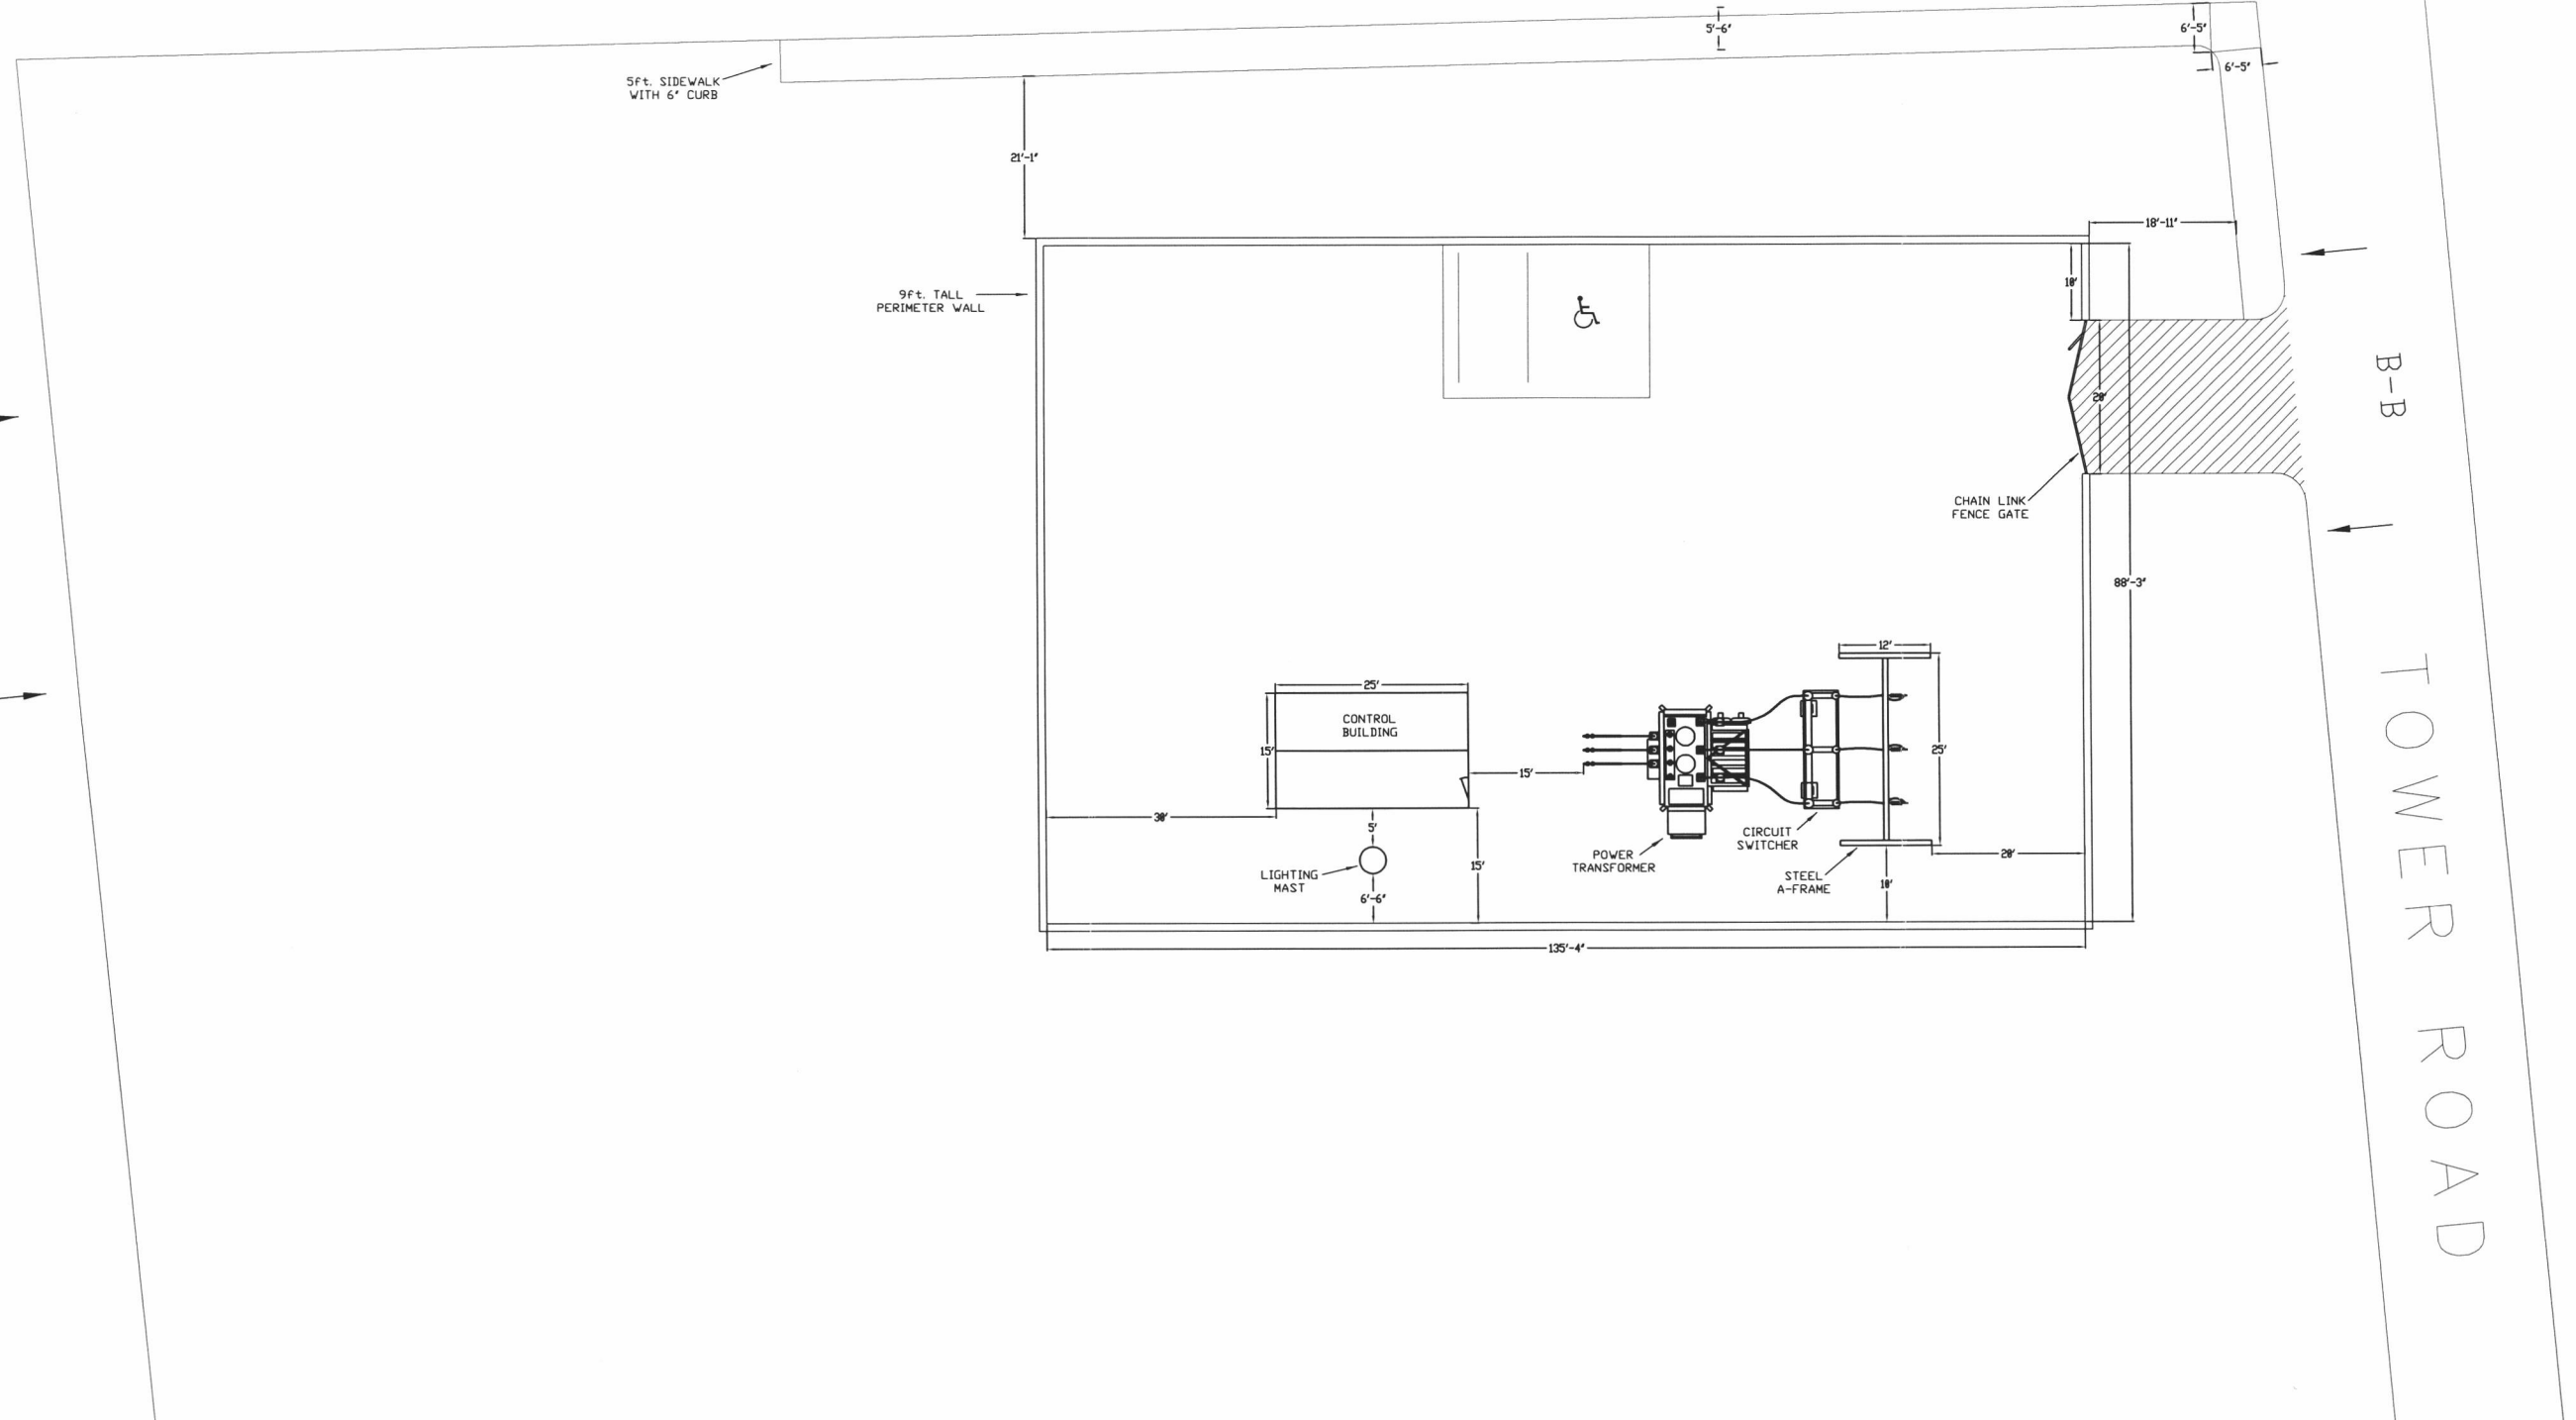 5'-6"
6'-5"
6'-5"
5ft. SIDEWALK
WITH 6" CURB
21'-1"
18'-11"
9ft. TALL
PERIMETER WALL
10'
20'
B-B
CHAIN LINK
FENCE GATE
88'-3"
12'
25'
CONTROL
BUILDING
15'
15'
25'
30'
5'
CIRCUIT
SWITCHER
POWER
TRANSFORMER
20'
LIGHTING
MAST
15'
STEEL
A-FRAME
10'
6'-6"
135'-4"
TOWER ROAD